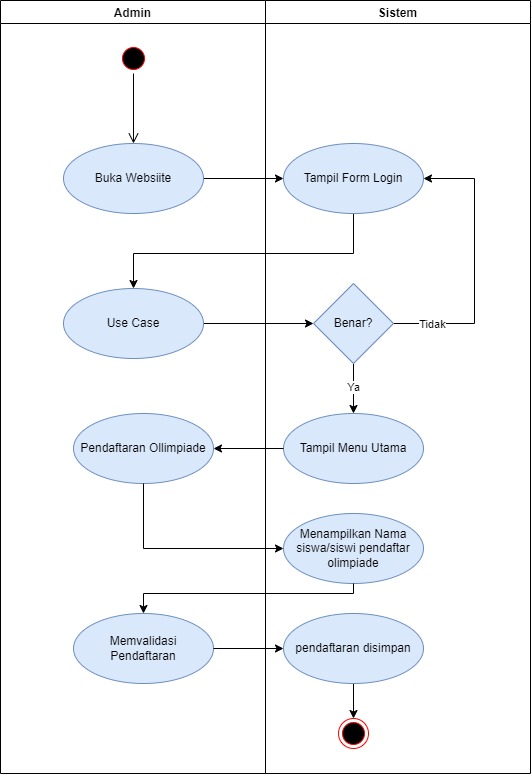 Admin
Sistem
Buka Websiite
Tampil Form Login
Use Case
Benar?
Tidak
Ya
Pendaftaran Ollimpiade
Tampil Menu Utama
Menampilkan Nama
siswa/siswi pendaftar
olimpiade
Memvalidasi
Pendaftaran
pendaftaran disimpan